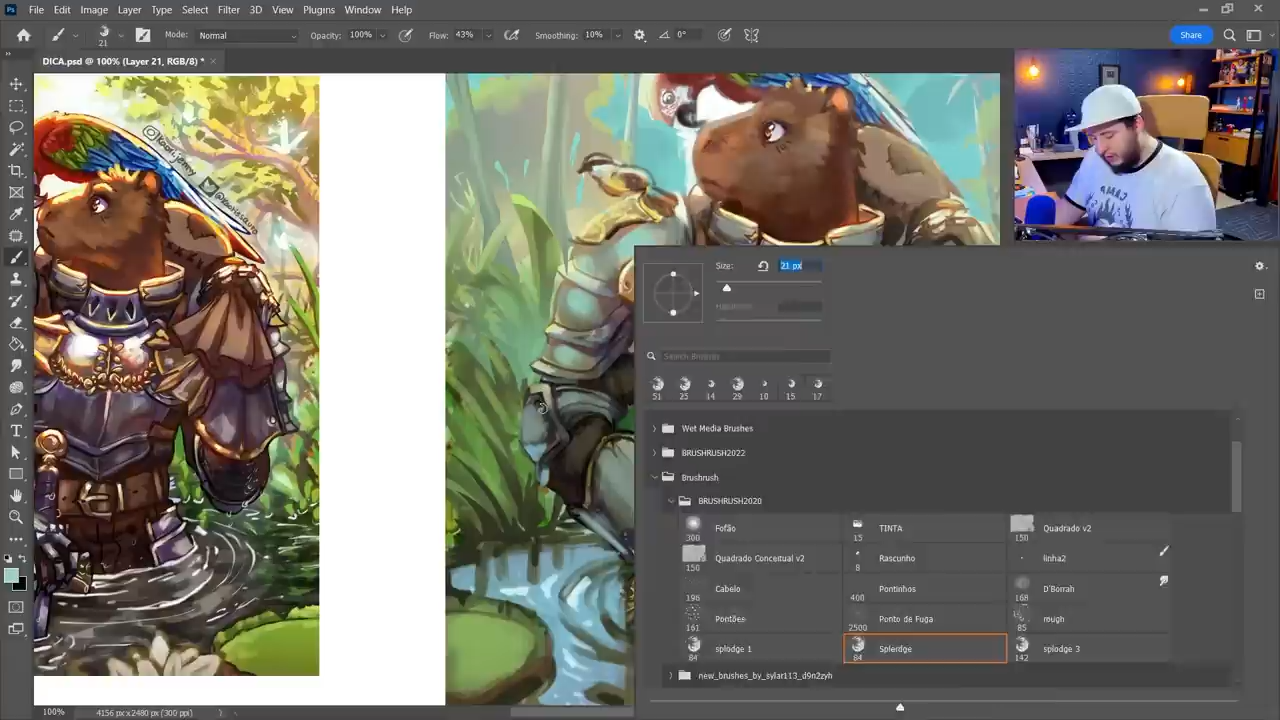 Ps File Edit Image Layer Type Select Filter 3D View Plugins Window Help
21 Mode: Normal Opacity: 100% Flow: 43% Smoothing: 10% 0° Share
DICA.psd @ 100% (Layer 21, RGB/8) *
Size: 21 px
Search Brushes
51 25 14 29 10 15 17
Wet Media Brushes
BRUSHRUSH2022
Brushrush
BRUSHRUSH2020
300 Fofão 15 TINTA 150 Quadrado v2
150 Quadrado Conceitual v2 8 Rascunho linha2
196 Cabelo 400 Pontinhos 168 D'Borrah
161 Pontões 2500 Ponto de Fuga 85 rough
84 splodge 1 84 Splerdge 142 splodge 3
new_brushes_by_sylar113_d9n2zyh
100% 4156 px x 2480 px (300 ppi)